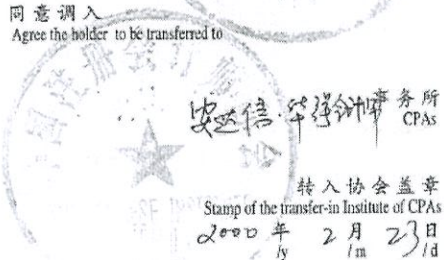 同意调入
Agree the holder to be transferred to
安达信·华强会计师事务所
CPAs
转入协会盖章
Stamp of the transfer-in Institute of CPAs
2000 年 2 月 23 日
/y /m /d